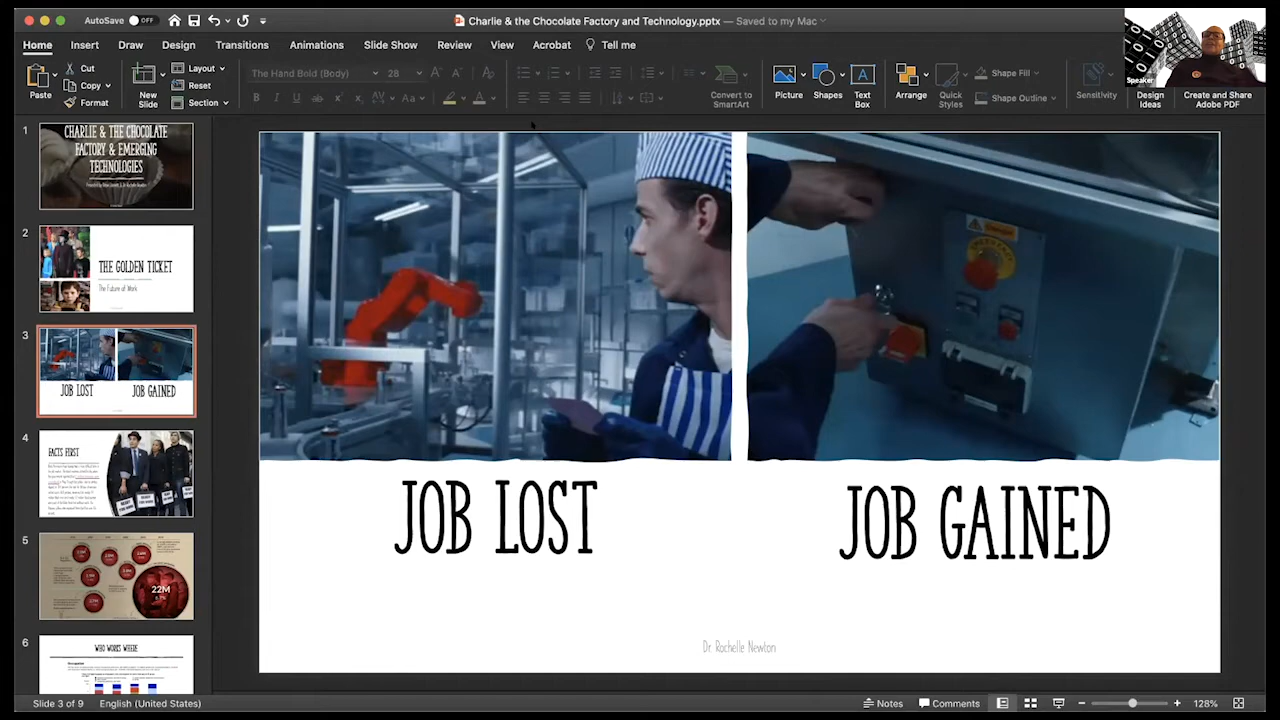 AutoSave OFF
Charlie & the Chocolate Factory and Technology.pptx — Saved to my Mac
Home Insert Draw Design Transitions Animations Slide Show Review View Acrobat Tell me
Paste
Cut
Copy
Format
New
Slide
Layout
Reset
Section
The Hand Bold (Body) 28
Convert to
SmartArt
Picture
Shapes
Text
Box
Arrange
Quick
Styles
Shape Fill
Shape Outline
Sensitivity
Design
Ideas
Create and Share
Adobe PDF
Speaker
1
CHARLIE & THE CHOCOLATE
FACTORY & EMERGING
TECHNOLOGIES
2
THE GOLDEN TICKET
The Future of Work
3
JOB LOST JOB GAINED
4
FACTS FIRST
5
22M
6
WHO WORKS WHERE
Occupation
JOB LOST
JOB GAINED
Dr. Rochelle Newton
Slide 3 of 9 English (United States)
Notes Comments 128%